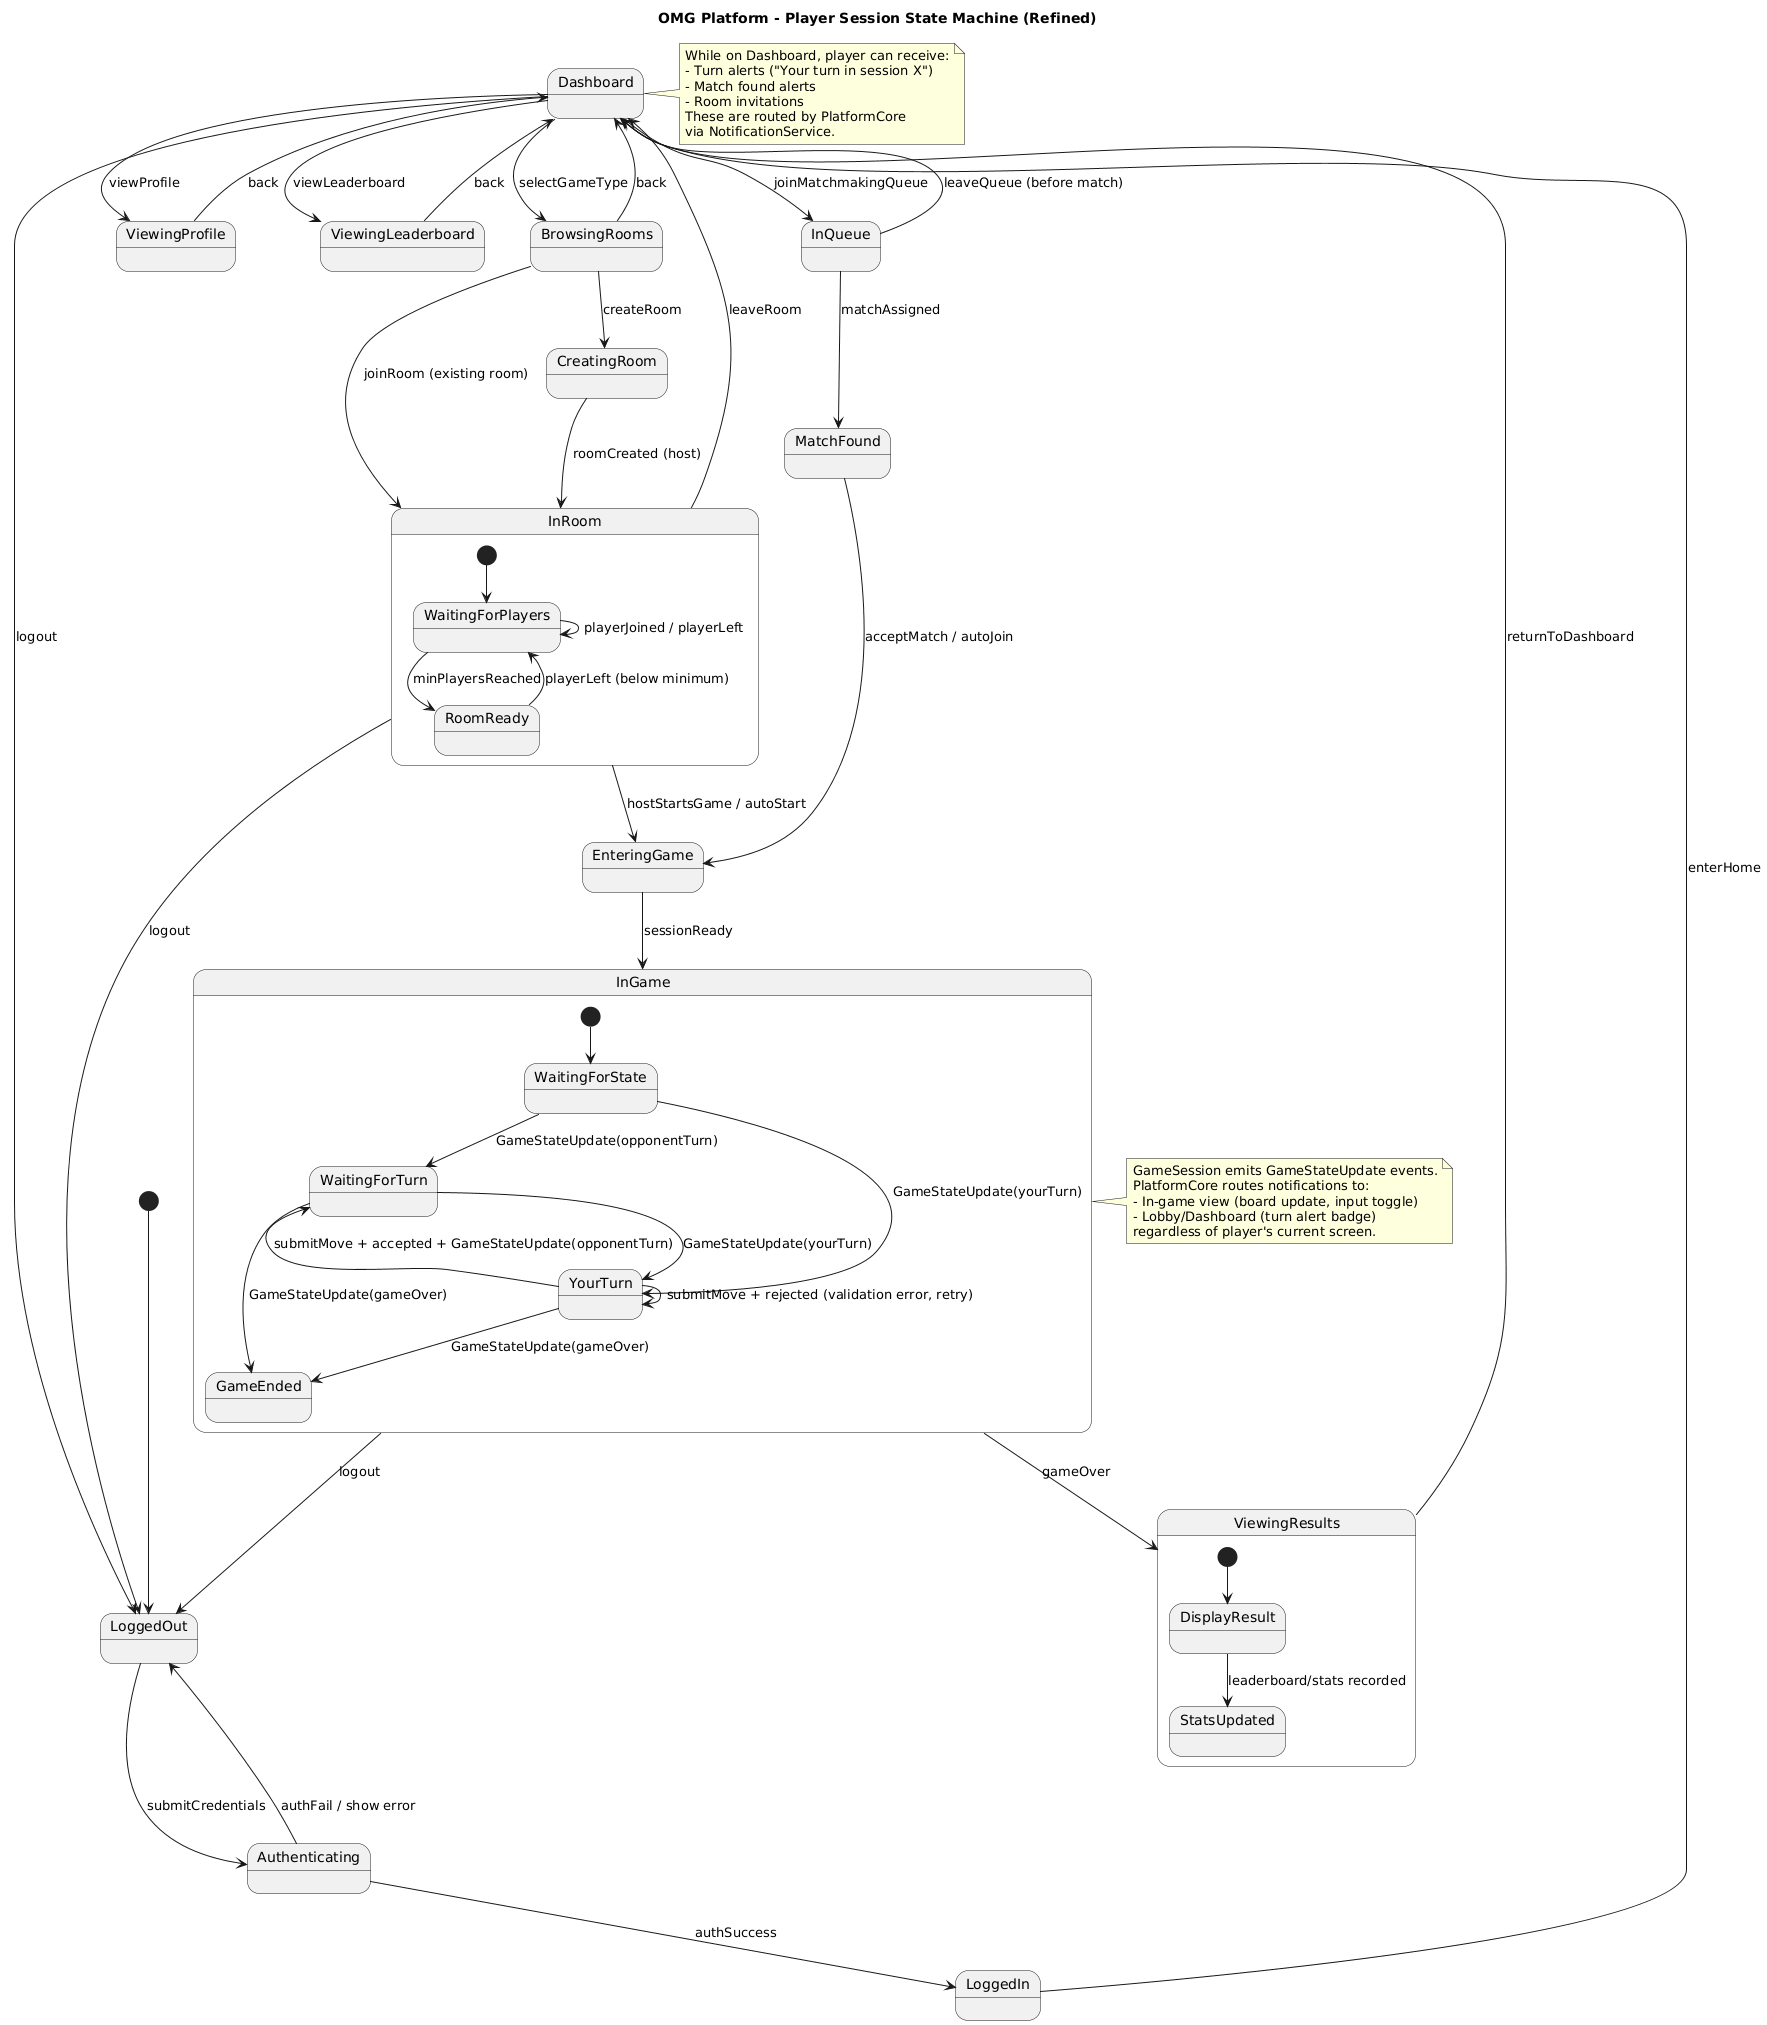 OMG Platform - Player Session State Machine (Refined)
Dashboard
While on Dashboard, player can receive:
- Turn alerts ("Your turn in session X")
- Match found alerts
- Room invitations
These are routed by PlatformCore
via NotificationService.
viewProfile
back
viewLeaderboard
back
selectGameType
back
joinMatchmakingQueue
leaveQueue (before match)
ViewingProfile
ViewingLeaderboard
BrowsingRooms
InQueue
createRoom
leaveRoom
matchAssigned
joinRoom (existing room)
CreatingRoom
MatchFound
roomCreated (host)
InRoom
WaitingForPlayers
playerJoined / playerLeft
minPlayersReached
playerLeft (below minimum)
RoomReady
logout
acceptMatch / autoJoin
returnToDashboard
hostStartsGame / autoStart
EnteringGame
enterHome
logout
sessionReady
InGame
WaitingForState
GameStateUpdate(opponentTurn)
WaitingForTurn
GameStateUpdate(yourTurn)
GameSession emits GameStateUpdate events.
PlatformCore routes notifications to:
- In-game view (board update, input toggle)
- Lobby/Dashboard (turn alert badge)
regardless of player's current screen.
submitMove + accepted + GameStateUpdate(opponentTurn)
GameStateUpdate(yourTurn)
YourTurn
GameStateUpdate(gameOver)
submitMove + rejected (validation error, retry)
GameStateUpdate(gameOver)
GameEnded
logout
gameOver
ViewingResults
DisplayResult
leaderboard/stats recorded
StatsUpdated
LoggedOut
submitCredentials
authFail / show error
Authenticating
authSuccess
LoggedIn